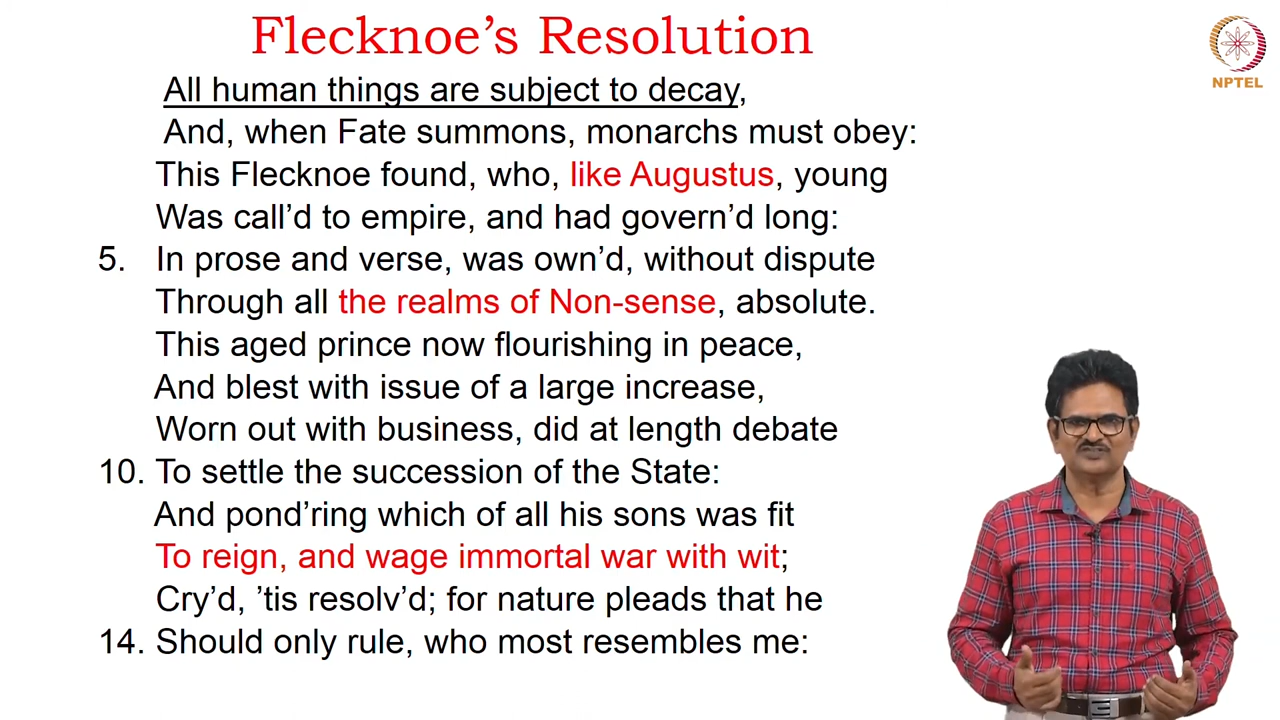 Flecknoe's Resolution
NPTEL
All human things are subject to decay,
And, when Fate summons, monarchs must obey:
This Flecknoe found, who, like Augustus, young
Was call'd to empire, and had govern'd long:
5. In prose and verse, was own'd, without dispute
Through all the realms of Non-sense, absolute.
This aged prince now flourishing in peace,
And blest with issue of a large increase,
Worn out with business, did at length debate
10. To settle the succession of the State:
And pond'ring which of all his sons was fit
To reign, and wage immortal war with wit;
Cry'd, 'tis resolv'd; for nature pleads that he
14. Should only rule, who most resembles me: